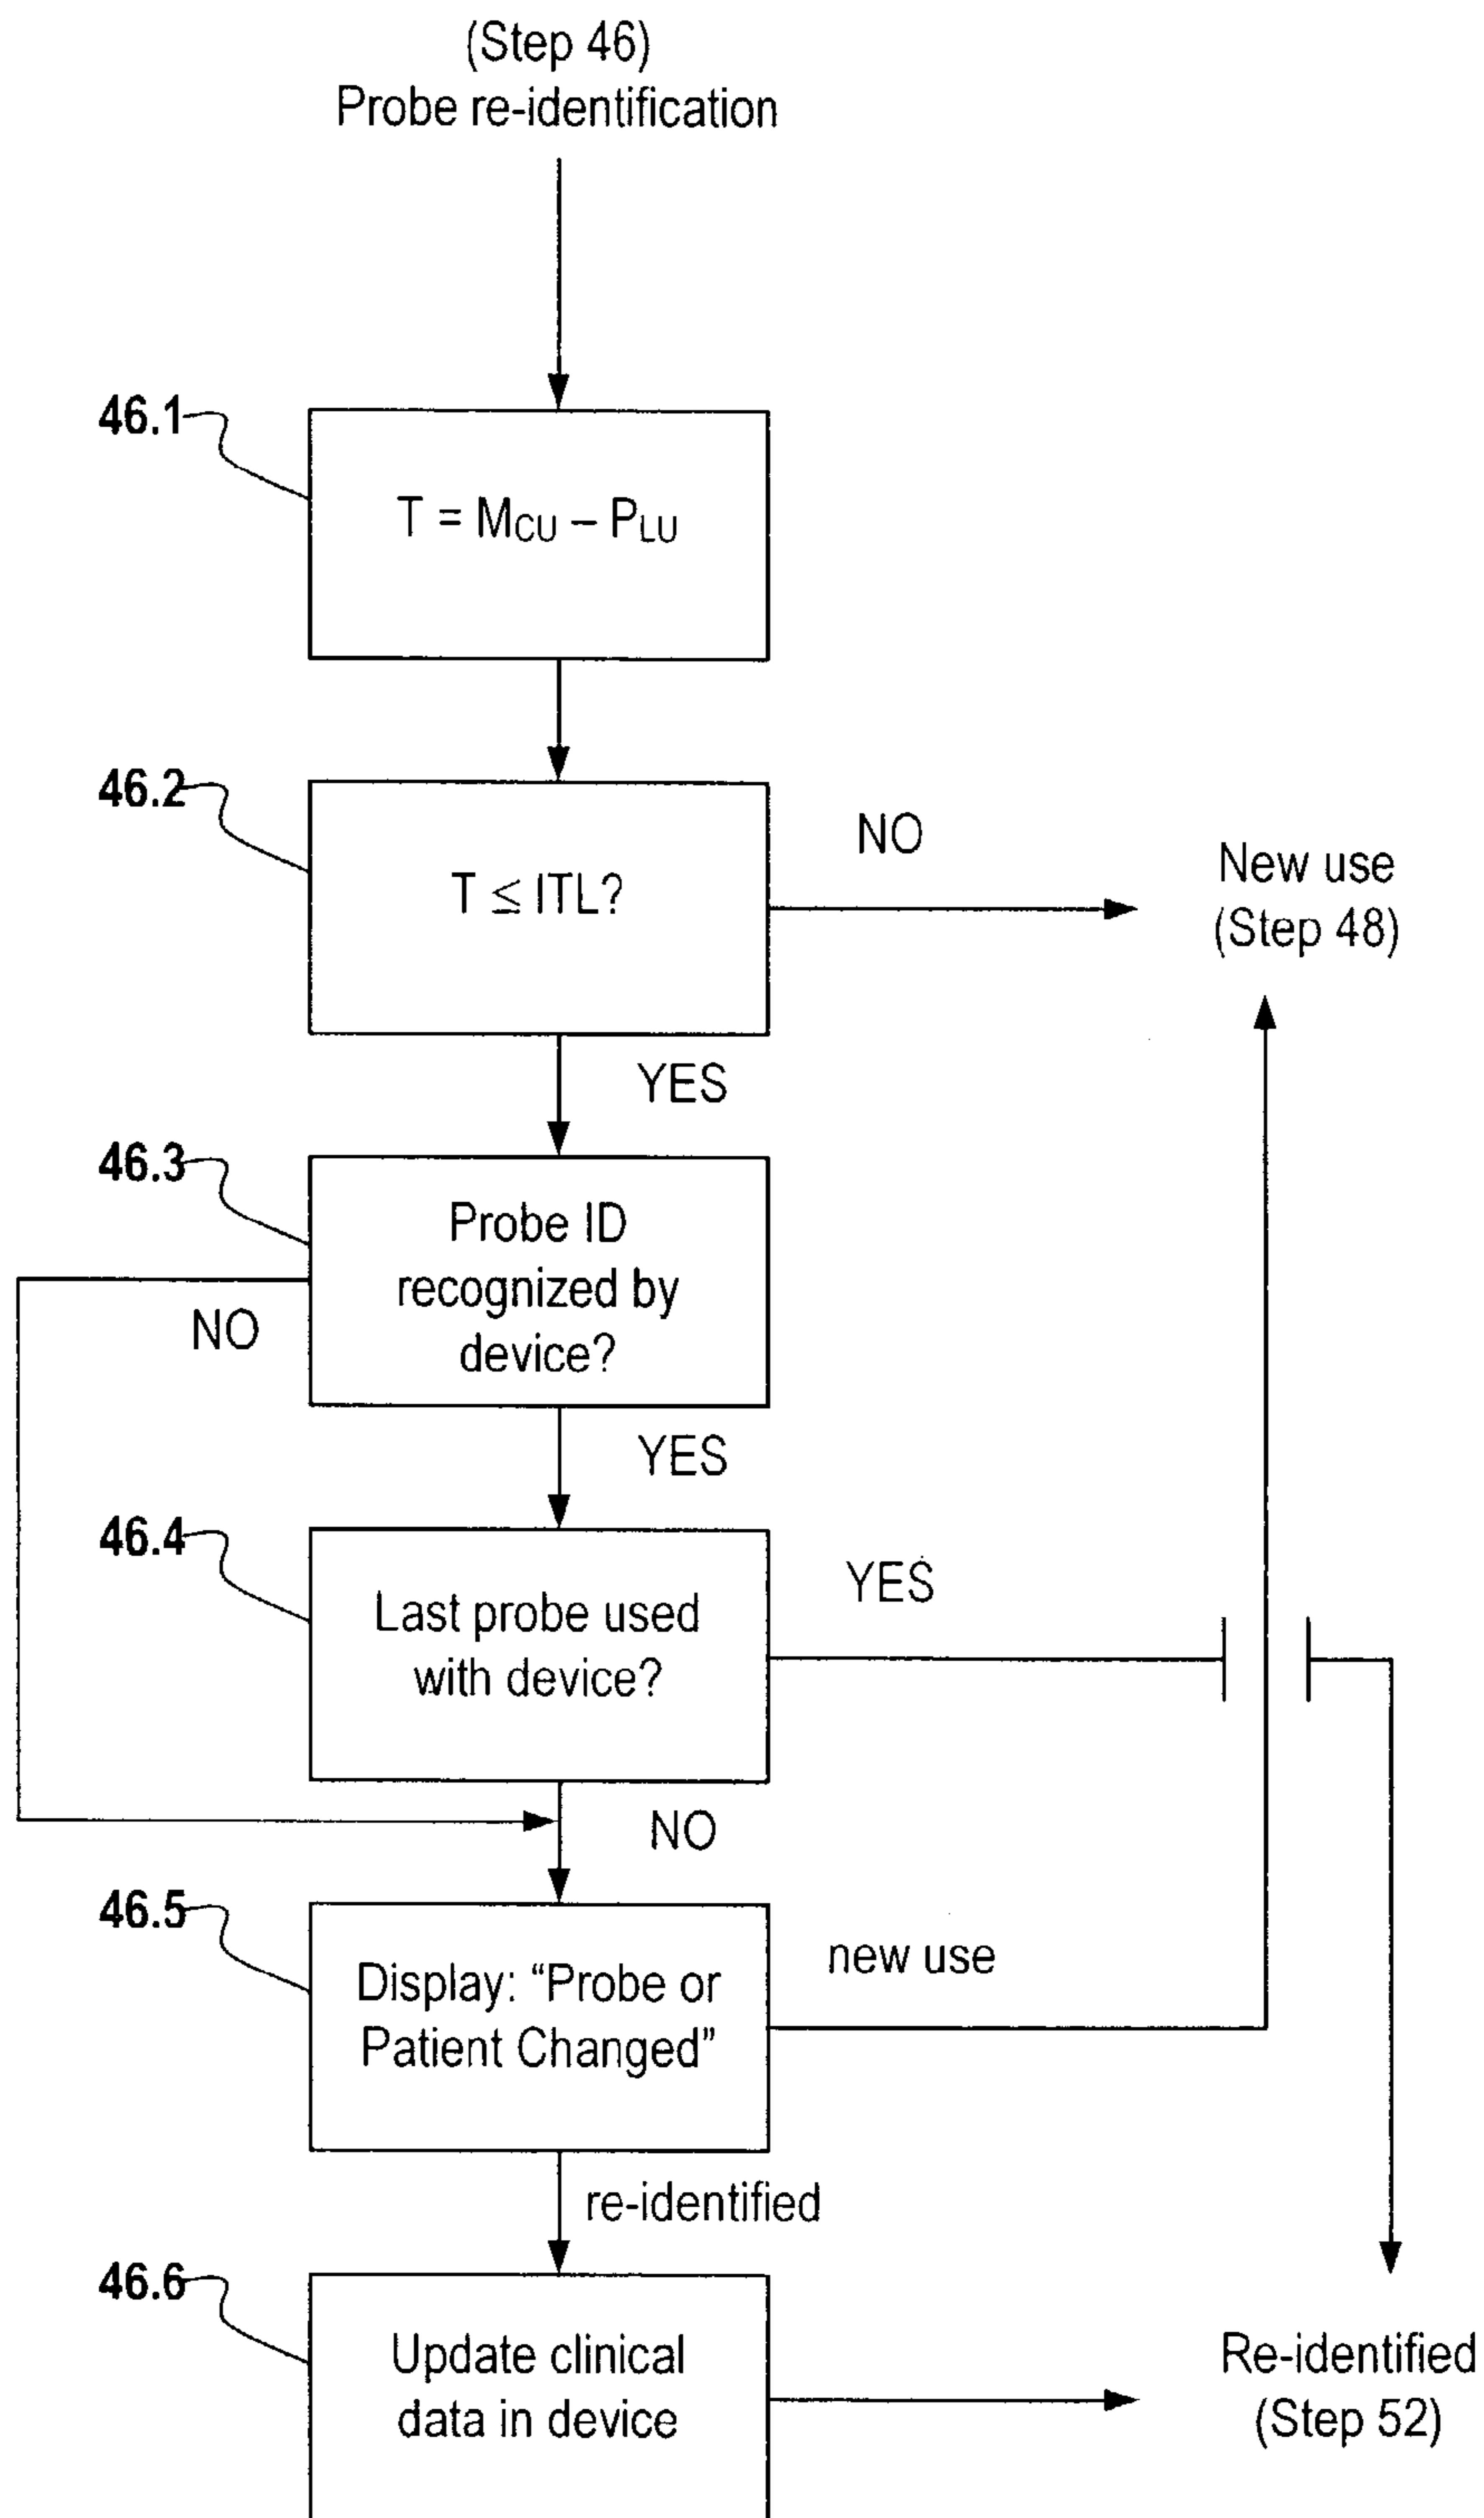 (Step 46)
Probe re-identification
46.1
T = MCU – PLU
46.2
T ≤ ITL?
NO
New use
(Step 48)
YES
46.3
Probe ID
recognized by
device?
NO
YES
46.4
Last probe used
with device?
YES
NO
46.5
Display: “Probe or
Patient Changed”
new use
re-identified
46.6
Update clinical
data in device
Re-identified
(Step 52)